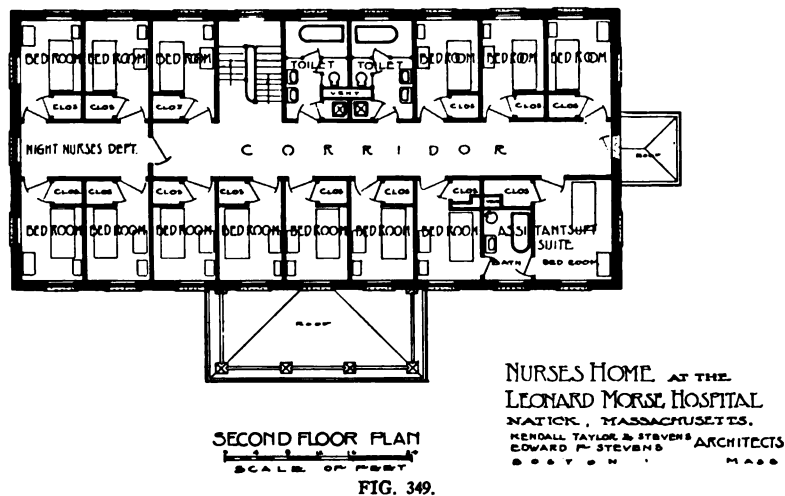 BED ROOM BED ROOM BED ROOM TOILET TOILET BED ROOM BED ROOM BED ROOM
VENT
CLOS CLOS CLOS CLOS CLOS CLOS
NIGHT NURSES DEPT. CORRIDOR
ROOF
CLOS CLOS CLOS CLOS CLOS CLOS CLOS CLOS
BED ROOM BED ROOM BED ROOM BED ROOM BED ROOM BED ROOM BED ROOM ASSISTANT SUPT
SUITE
BATH BED ROOM
ROOF
NURSES HOME AT THE
LEONARD MORSE HOSPITAL
NATICK, MASSACHUSETTS.
KENDALL TAYLOR & STEVENS ARCHITECTS
EDWARD F STEVENS
BOSTON MASS
SECOND FLOOR PLAN
SCALE OF FEET
FIG. 349.